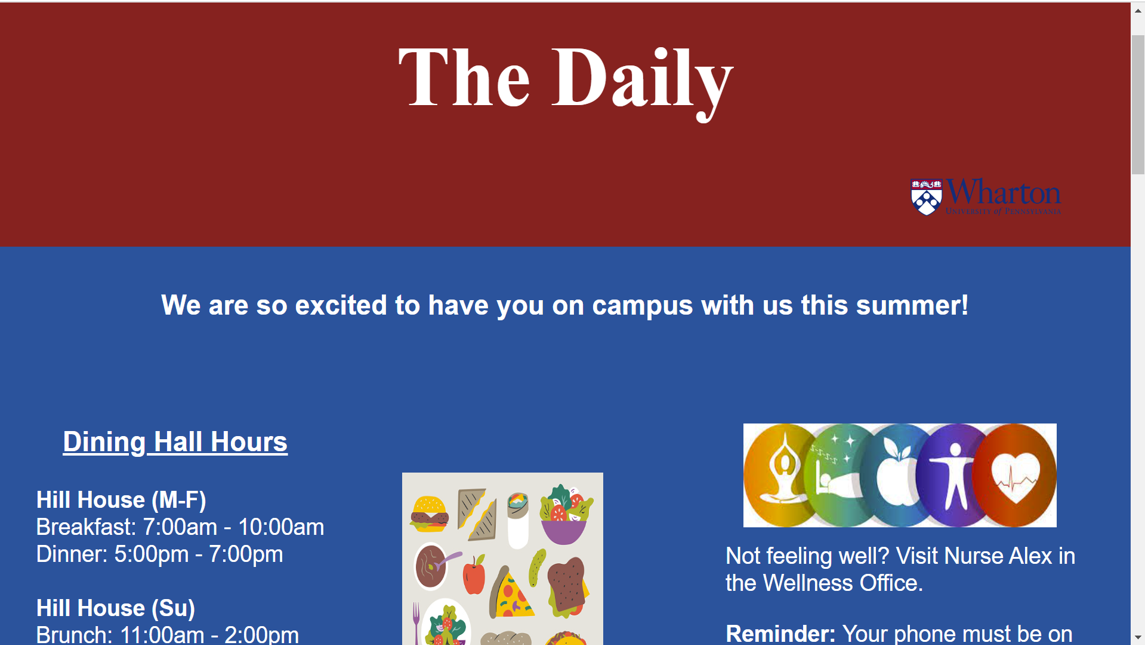 The Daily
Wharton
University of Pennsylvania
We are so excited to have you on campus with us this summer!
Dining Hall Hours
Hill House (M-F)
Breakfast: 7:00am - 10:00am
Dinner: 5:00pm - 7:00pm
Hill House (Su)
Brunch: 11:00am - 2:00pm
Not feeling well? Visit Nurse Alex in
the Wellness Office.
Reminder: Your phone must be on